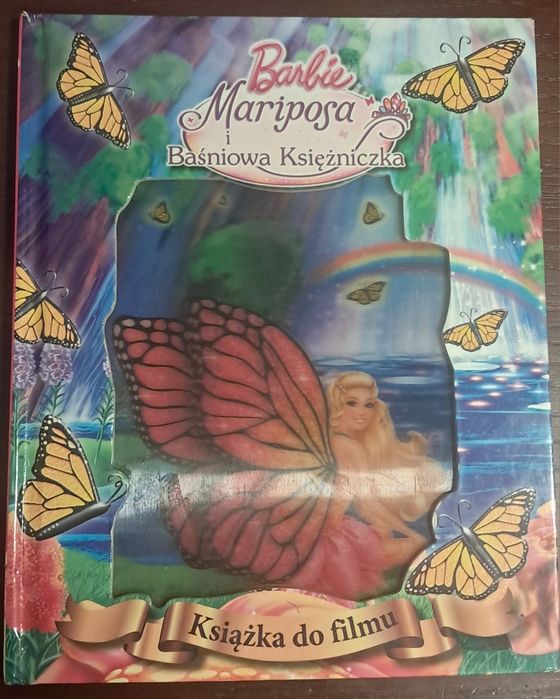 Barbie
Mariposa
i
Baśniowa Księżniczka
Książka do filmu